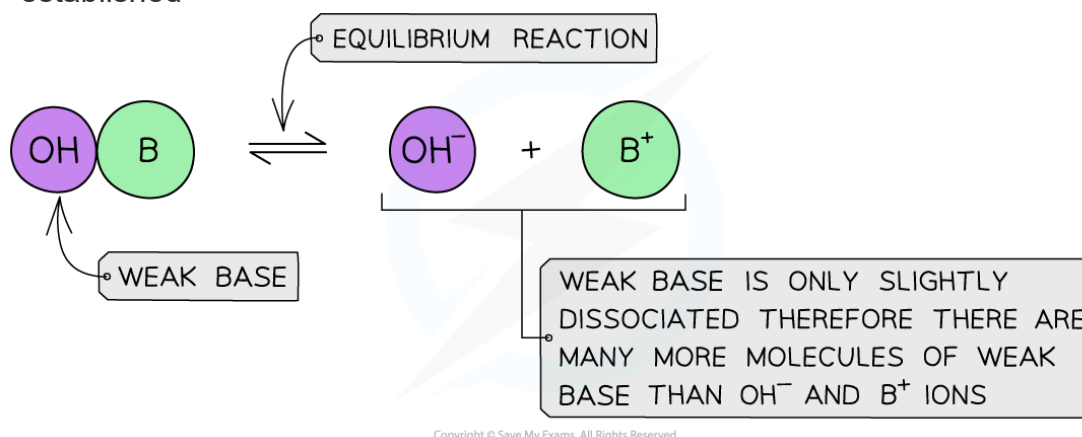 established
EQUILIBRIUM REACTION
OH B ⇌ OH⁻ + B⁺
WEAK BASE
WEAK BASE IS ONLY SLIGHTLY
DISSOCIATED THEREFORE THERE ARE
MANY MORE MOLECULES OF WEAK
BASE THAN OH⁻ AND B⁺ IONS
Copyright © Save My Exams. All Rights Reserved